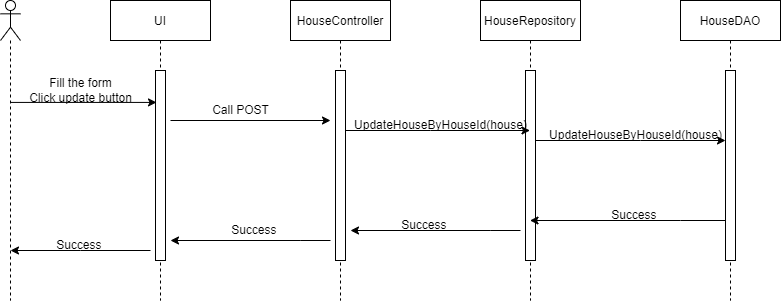 UI
HouseController
HouseRepository
HouseDAO
Fill the form
Click update button
Call POST
UpdateHouseByHouseId(house)
UpdateHouseByHouseId(house)
Success
Success
Success
Success